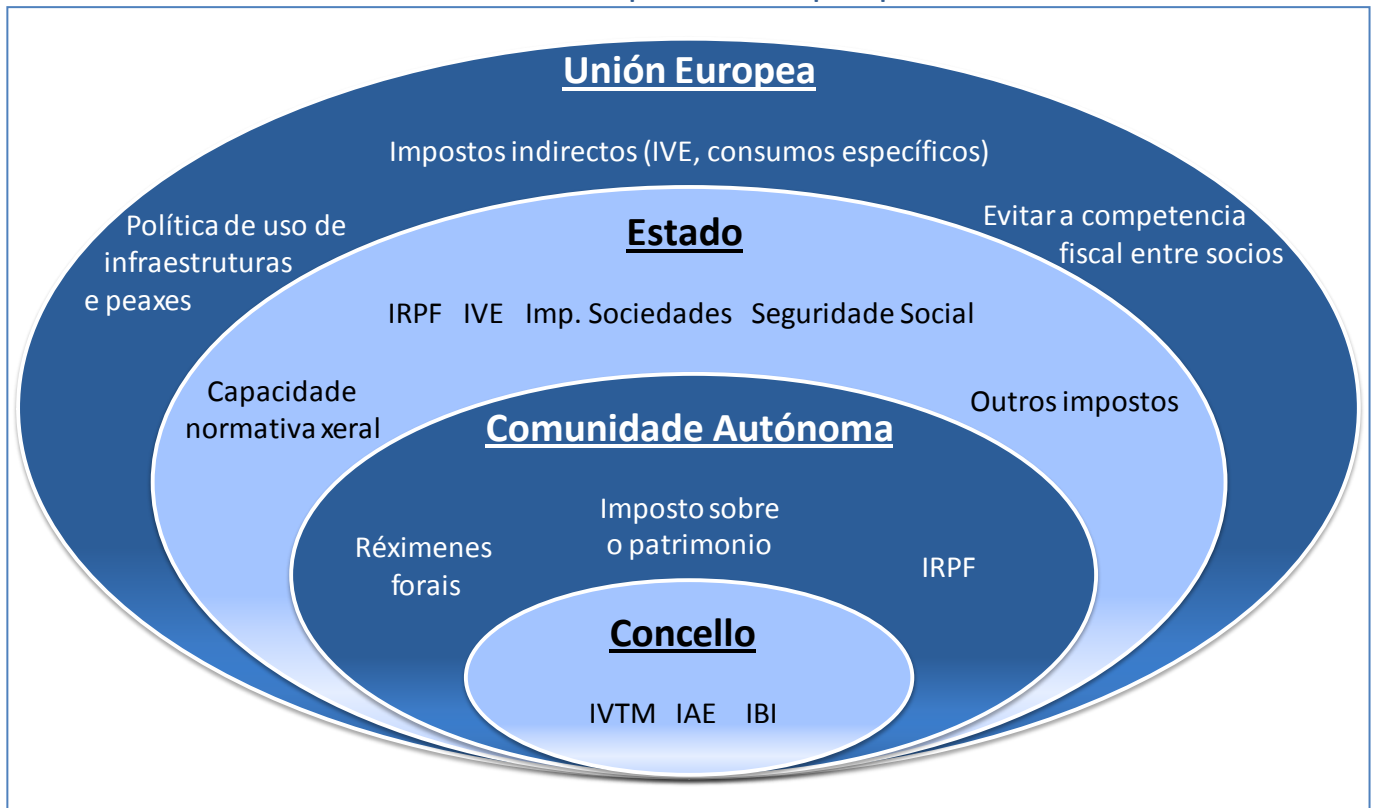 Unión Europea
Impostos indirectos (IVE, consumos específicos)
Política de uso de
infraestruturas
e peaxes
Evitar a competencia
fiscal entre socios
Estado
IRPF IVE Imp. Sociedades Seguridade Social
Capacidade
normativa xeral
Outros impostos
Comunidade Autónoma
Imposto sobre
o patrimonio
Réximenes
forais
IRPF
Concello
IVTM IAE IBI